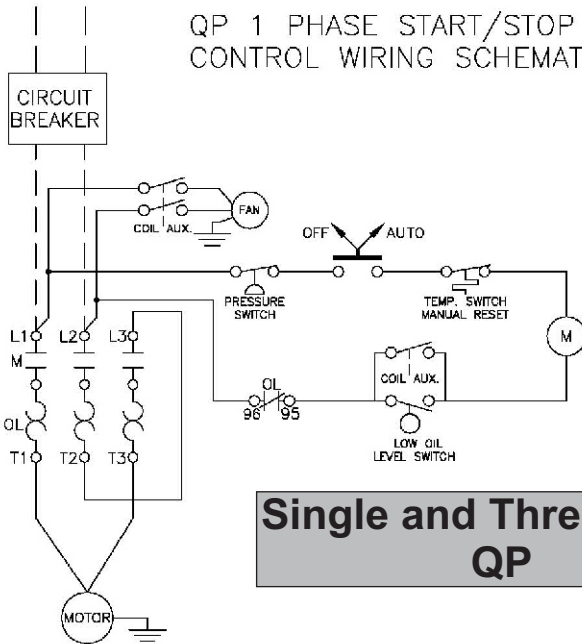 QP 1 PHASE START/STOP
CONTROL WIRING SCHEMAT
CIRCUIT
BREAKER
FAN
COIL AUX.
OFF
AUTO
PRESSURE
SWITCH
TEMP. SWITCH
MANUAL RESET
L1
L2
L3
M
M
COIL AUX.
OL
96
95
OL
LOW OIL
LEVEL SWITCH
T1
T2
T3
Single and Thre
QP
MOTOR